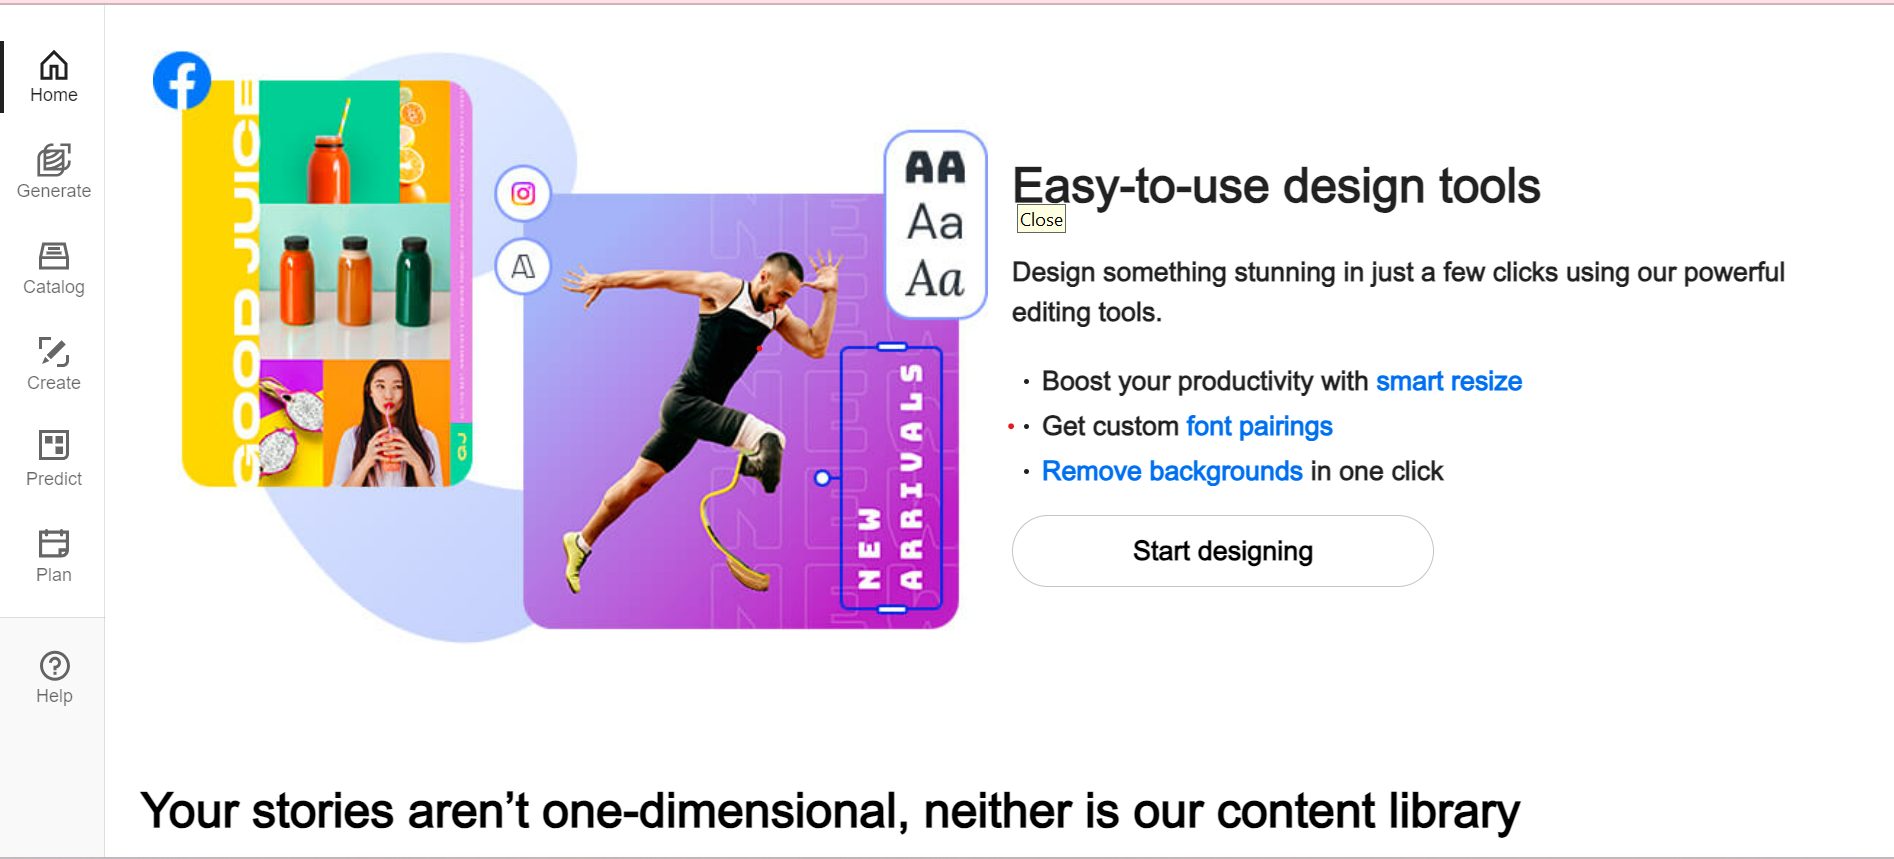 Home
Generate
Catalog
Create
Predict
Plan
Help
GOOD JUICE
GJ
AA
Aa
Aa
NEW
ARRIVALS
Easy-to-use design tools
Close
Design something stunning in just a few clicks using our powerful
editing tools.
• Boost your productivity with smart resize
• Get custom font pairings
• Remove backgrounds in one click
Start designing
Your stories aren’t one-dimensional, neither is our content library